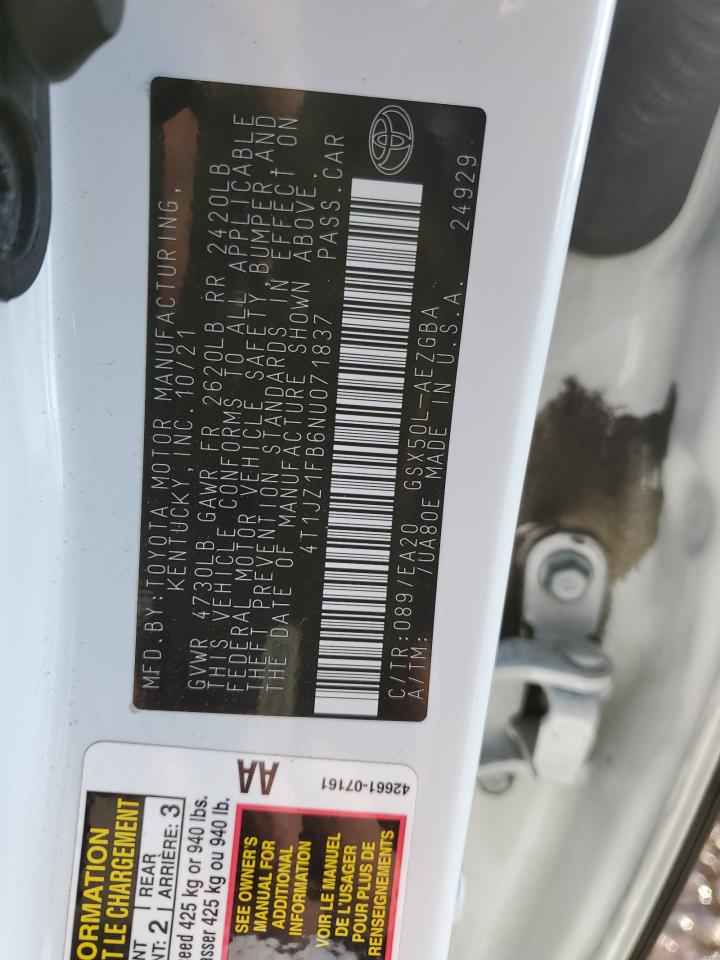 MFD.BY:TOYOTA MOTOR MANUFACTURING,
KENTUCKY, INC. 10/21
GVWR 4730LB GAWR FR 2620LB RR 2420LB
THIS VEHICLE CONFORMS TO ALL APPLICABLE
FEDERAL MOTOR VEHICLE SAFETY, BUMPER,AND
THEFT PREVENTION STANDARDS IN EFFECT ON
THE DATE OF MANUFACTURE SHOWN ABOVE.
4T1JZ1FB6NU071837 PASS.CAR
C/TR:089/EA20 GSX50L-AEZGBA 24929
A/TM: /UA80E MADE IN U.S.A.
ORMATION
T LE CHARGEMENT
NT REAR
NT: 2 ARRIÈRE: 3
eed 425 kg or 940 lbs.
asser 425 kg ou 940 lb.
AA
SEE OWNER'S
MANUAL FOR
ADDITIONAL
INFORMATION
VOIR LE MANUEL
DE L'USAGER
POUR PLUS DE
RENSEIGNEMENTS
42661-07161